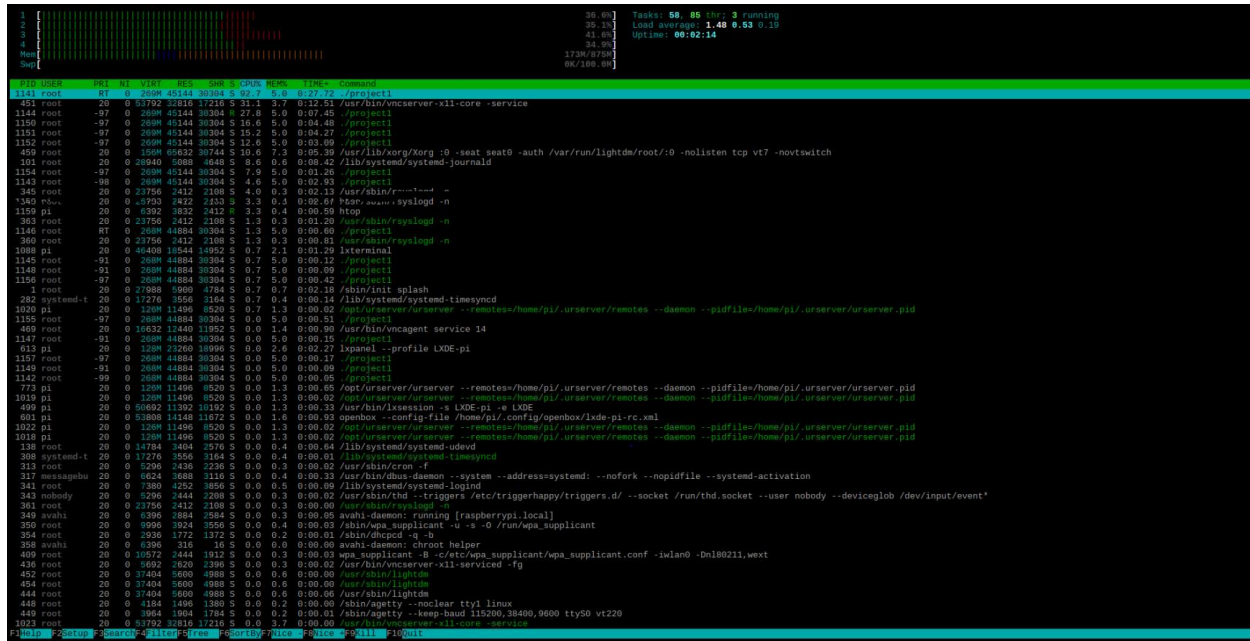 1 [ 36.6%] Tasks: 58, 85 thr; 3 running
2 [ 35.1%] Load average: 1.48 0.53 0.19
3 [ 41.6%] Uptime: 00:02:14
4 [ 34.9%]
Mem[ 173M/875M]
Swp[ 0K/100.0M]
PID USER PRI NI VIRT RES SHR S CPU% MEM% TIME+ Command
1141 root RT 0 269M 45144 30304 S 92.7 5.0 0:27.72 ./project1
451 root 20 0 53792 32816 17216 S 31.1 3.7 0:12.51 /usr/bin/vncserver-x11-core -service
1144 root -97 0 269M 45144 30304 R 27.8 5.0 0:07.45 ./project1
1150 root -97 0 269M 45144 30304 S 16.6 5.0 0:04.48 ./project1
1151 root -97 0 269M 45144 30304 S 15.2 5.0 0:04.27 ./project1
1152 root -97 0 269M 45144 30304 S 12.6 5.0 0:03.09 ./project1
459 root 20 0 156M 65632 30744 S 10.6 7.3 0:05.39 /usr/lib/xorg/Xorg :0 -seat seat0 -auth /var/run/lightdm/root/:0 -nolisten tcp vt7 -novtswitch
101 root 20 0 28940 5088 4648 S 8.6 0.6 0:08.42 /lib/systemd/systemd-journald
1154 root -97 0 269M 45144 30304 S 7.9 5.0 0:01.26 ./project1
1143 root -98 0 269M 45144 30304 S 4.6 5.0 0:02.93 ./project1
345 root 20 0 23756 2412 2108 S 4.0 0.3 0:02.13
20 0 3.3 0.3 syslogd -n
1159 pi 20 0 6392 3832 2412 R 3.3 0.4 0:00.59 htop
363 root 20 0 23756 2412 2108 S 1.3 0.3 0:01.20 /usr/sbin/rsyslogd -n
1146 root RT 0 268M 44884 30304 S 1.3 5.0 0:00.60 ./project1
360 root 20 0 23756 2412 2108 S 1.3 0.3 0:00.81 /usr/sbin/rsyslogd -n
1088 pi 20 0 46408 18544 14952 S 0.7 2.1 0:01.29 lxterminal
1145 root -91 0 268M 44884 30304 S 0.7 5.0 0:00.12 ./project1
1148 root -91 0 268M 44884 30304 S 0.7 5.0 0:00.09 ./project1
1156 root -97 0 268M 44884 30304 S 0.7 5.0 0:00.42 ./project1
1 root 20 0 27988 5900 4784 S 0.7 0.7 0:02.18 /sbin/init splash
282 systemd-t 20 0 17276 3556 3164 S 0.7 0.4 0:00.14 /lib/systemd/systemd-timesyncd
1020 pi 20 0 126M 11496 8520 S 0.7 1.3 0:00.02 /opt/urserver/urserver --remotes=/home/pi/.urserver/remotes --daemon --pidfile=/home/pi/.urserver/urserver.pid
1155 root -97 0 268M 44884 30304 S 0.0 5.0 0:00.51 ./project1
469 root 20 0 16632 12440 11952 S 0.0 1.4 0:00.90 /usr/bin/vncagent service 14
1147 root -91 0 268M 44884 30304 S 0.0 5.0 0:00.15 ./project1
613 pi 20 0 128M 23260 18996 S 0.0 2.6 0:02.27 lxpanel --profile LXDE-pi
1157 root -97 0 268M 44884 30304 S 0.0 5.0 0:00.17 ./project1
1149 root -91 0 268M 44884 30304 S 0.0 5.0 0:00.09 ./project1
1142 root -99 0 268M 44884 30304 S 0.0 5.0 0:00.05 ./project1
773 pi 20 0 126M 11496 8520 S 0.0 1.3 0:00.65 /opt/urserver/urserver --remotes=/home/pi/.urserver/remotes --daemon --pidfile=/home/pi/.urserver/urserver.pid
1019 pi 20 0 126M 11496 8520 S 0.0 1.3 0:00.02 /opt/urserver/urserver --remotes=/home/pi/.urserver/remotes --daemon --pidfile=/home/pi/.urserver/urserver.pid
499 pi 20 0 50692 11392 10192 S 0.0 1.3 0:00.33 /usr/bin/lxsession -s LXDE-pi -e LXDE
601 pi 20 0 53808 14148 11672 S 0.0 1.6 0:00.93 openbox --config-file /home/pi/.config/openbox/lxde-pi-rc.xml
1022 pi 20 0 126M 11496 8520 S 0.0 1.3 0:00.02 /opt/urserver/urserver --remotes=/home/pi/.urserver/remotes --daemon --pidfile=/home/pi/.urserver/urserver.pid
1018 pi 20 0 126M 11496 8520 S 0.0 1.3 0:00.02 /opt/urserver/urserver --remotes=/home/pi/.urserver/remotes --daemon --pidfile=/home/pi/.urserver/urserver.pid
138 root 20 0 14784 3404 2576 S 0.0 0.4 0:00.64 /lib/systemd/systemd-udevd
308 systemd-t 20 0 17276 3556 3164 S 0.0 0.4 0:00.01 /lib/systemd/systemd-timesyncd
313 root 20 0 5296 2436 2236 S 0.0 0.3 0:00.02 /usr/sbin/cron -f
317 messagebu 20 0 6624 3688 3116 S 0.0 0.4 0:00.33 /usr/bin/dbus-daemon --system --address=systemd: --nofork --nopidfile --systemd-activation
341 root 20 0 7380 4252 3856 S 0.0 0.5 0:00.09 /lib/systemd/systemd-logind
343 nobody 20 0 5296 2444 2208 S 0.0 0.3 0:00.02 /usr/sbin/thd --triggers /etc/triggerhappy/triggers.d/ --socket /run/thd.socket --user nobody --deviceglob /dev/input/event*
361 root 20 0 23756 2412 2108 S 0.0 0.3 0:00.00 /usr/sbin/rsyslogd -n
349 avahi 20 0 6396 2884 2584 S 0.0 0.3 0:00.05 avahi-daemon: running [raspberrypi.local]
350 root 20 0 9996 3924 3556 S 0.0 0.4 0:00.03 /sbin/wpa_supplicant -u -s -O /run/wpa_supplicant
354 root 20 0 2936 1772 1372 S 0.0 0.2 0:00.01 /sbin/dhcpcd -q -b
358 avahi 20 0 6396 316 16 S 0.0 0.0 0:00.00 avahi-daemon: chroot helper
409 root 20 0 10572 2444 1912 S 0.0 0.3 0:00.03 wpa_supplicant -B -c/etc/wpa_supplicant/wpa_supplicant.conf -iwlan0 -Dnl80211,wext
436 root 20 0 5692 2620 2396 S 0.0 0.3 0:00.02 /usr/bin/vncserver-x11-serviced -fg
452 root 20 0 37404 5600 4988 S 0.0 0.6 0:00.00 /usr/sbin/lightdm
454 root 20 0 37404 5600 4988 S 0.0 0.6 0:00.00 /usr/sbin/lightdm
444 root 20 0 37404 5600 4988 S 0.0 0.6 0:00.06 /usr/sbin/lightdm
448 root 20 0 4184 1496 1380 S 0.0 0.2 0:00.00 /sbin/agetty --noclear tty1 linux
449 root 20 0 3964 1904 1784 S 0.0 0.2 0:00.01 /sbin/agetty --keep-baud 115200,38400,9600 ttyS0 vt220
1023 root 20 0 53792 32816 17216 S 0.0 3.7 0:00.00 /usr/bin/vncserver-x11-core -service
F1Help F2Setup F3SearchF4FilterF5Tree F6SortByF7Nice -F8Nice +F9Kill F10Quit